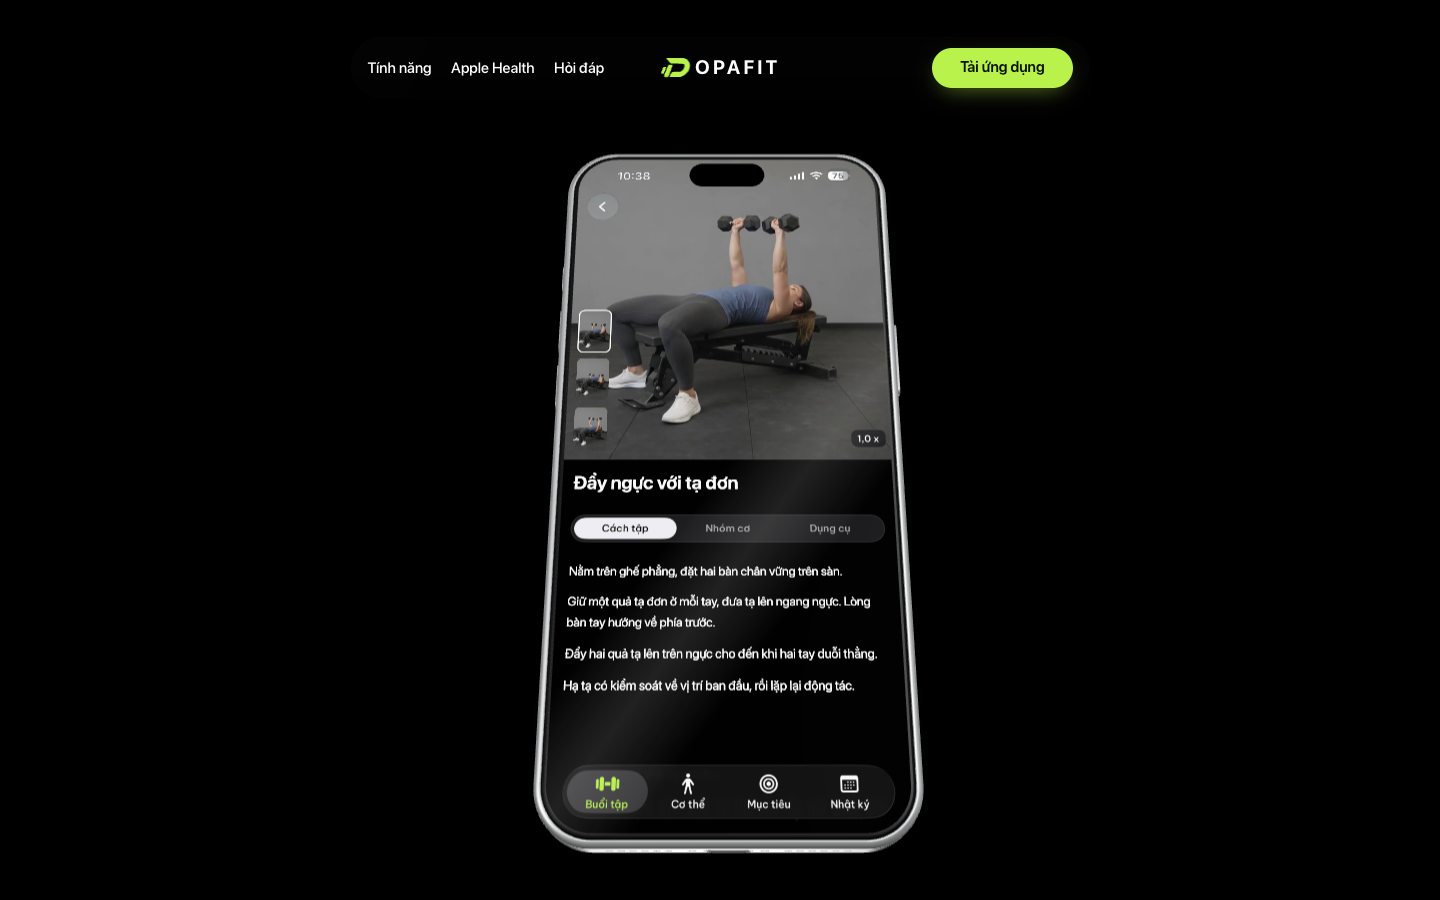 Tính năng
Apple Health
Hỏi đáp
OPAFIT
Tải ứng dụng
10:38
75
1,0 x
Đẩy ngực với tạ đơn
Cách tập
Nhóm cơ
Dụng cụ
Nằm trên ghế phẳng, đặt hai bàn chân vững trên sàn.
Giữ một quả tạ đơn ở mỗi tay, đưa tạ lên ngang ngực. Lòng
bàn tay hướng về phía trước.
Đẩy hai quả tạ lên trên ngực cho đến khi hai tay duỗi thẳng.
Hạ tạ có kiểm soát về vị trí ban đầu, rồi lặp lại động tác.
Buổi tập
Cơ thể
Mục tiêu
Nhật ký